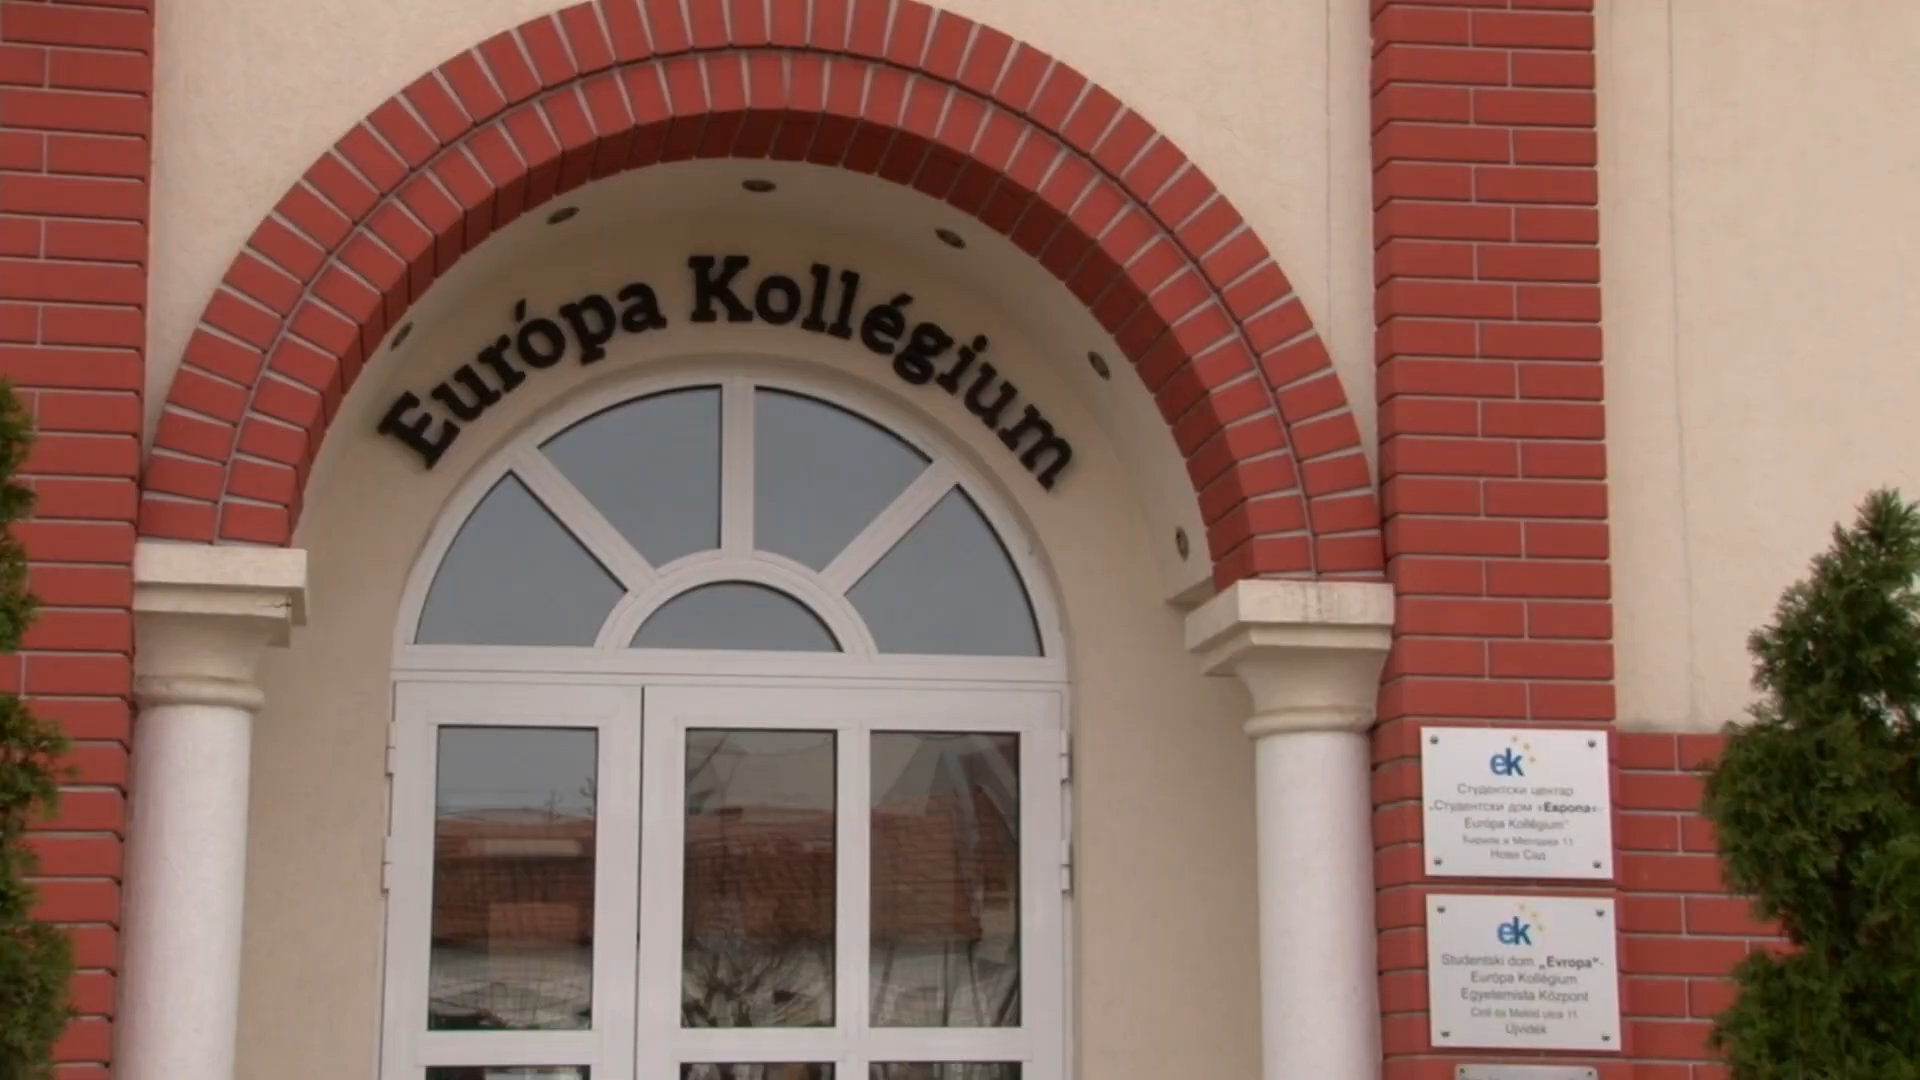 Európa Kollégium
ek
Студентски центар
„Студентски дом »Европа«-
Európa Kollégium"
Ћирила и Методија 11
Нови Сад
ek
Studentski dom „Evropa"-
Európa Kollégium
Egyetemista Központ
Cirill és Metód utca 11
Újvidék